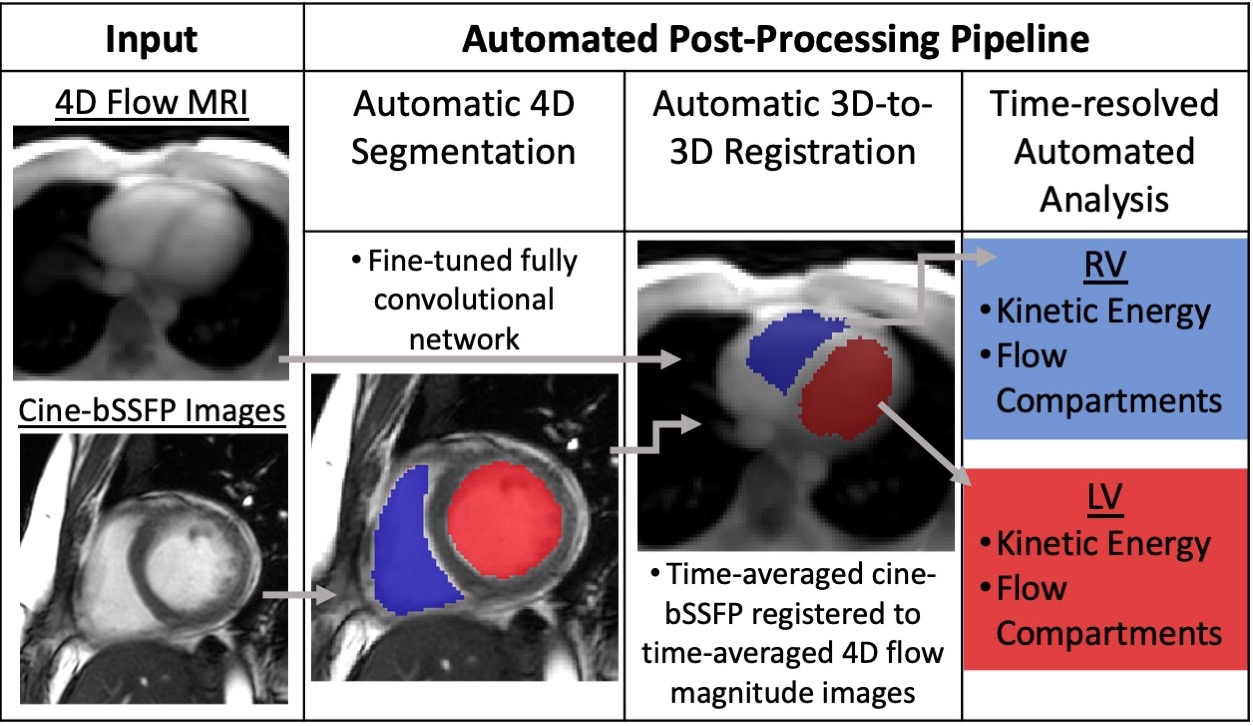 Input
Automated Post-Processing Pipeline
4D Flow MRI
Cine-bSSFP Images
Automatic 4D
Segmentation
• Fine-tuned fully
convolutional
network
Automatic 3D-to-
3D Registration
• Time-averaged cine-
bSSFP registered to
time-averaged 4D flow
magnitude images
Time-resolved
Automated
Analysis
RV
• Kinetic Energy
• Flow
Compartments
LV
• Kinetic Energy
• Flow
Compartments